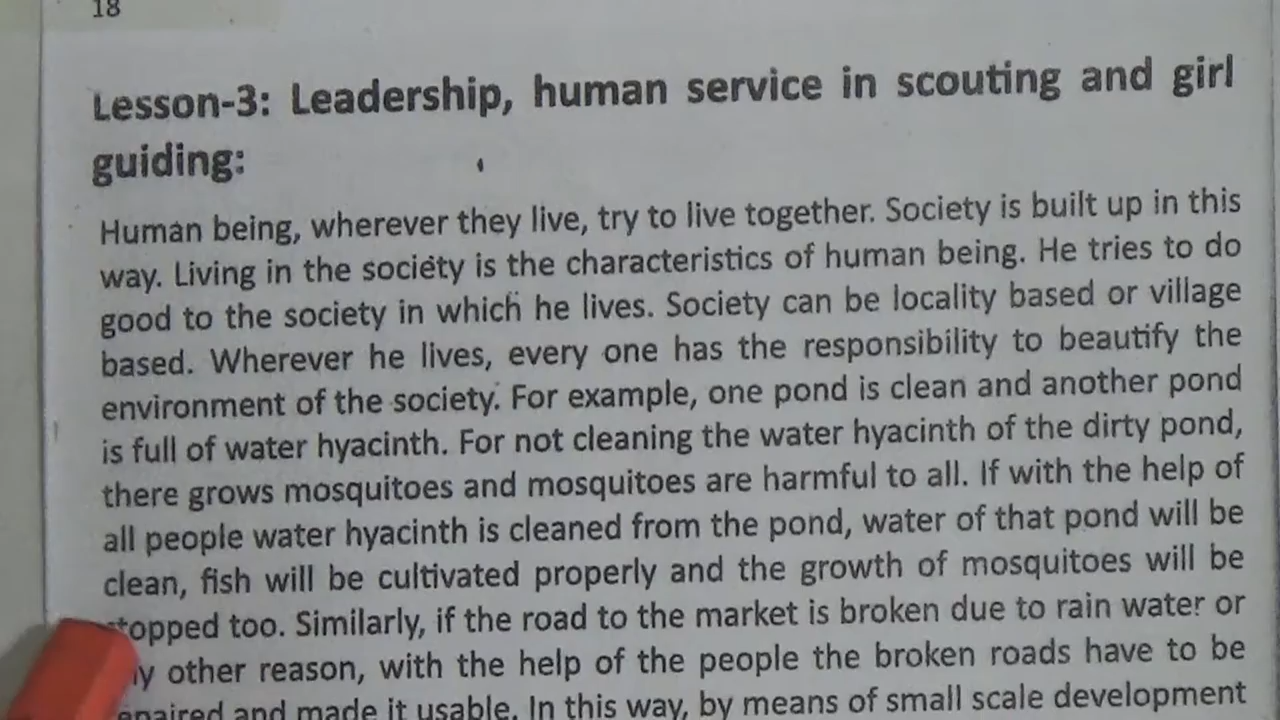 18
Lesson-3: Leadership, human service in scouting and girl
guiding:
Human being, wherever they live, try to live together. Society is built up in this
way. Living in the society is the characteristics of human being. He tries to do
good to the society in which he lives. Society can be locality based or village
based. Wherever he lives, every one has the responsibility to beautify the
environment of the society. For example, one pond is clean and another pond
is full of water hyacinth. For not cleaning the water hyacinth of the dirty pond,
there grows mosquitoes and mosquitoes are harmful to all. If with the help of
all people water hyacinth is cleaned from the pond, water of that pond will be
clean, fish will be cultivated properly and the growth of mosquitoes will be
stopped too. Similarly, if the road to the market is broken due to rain water or
other reason, with the help of the people the broken roads have to be
and made it usable. In this way, by means of small scale development